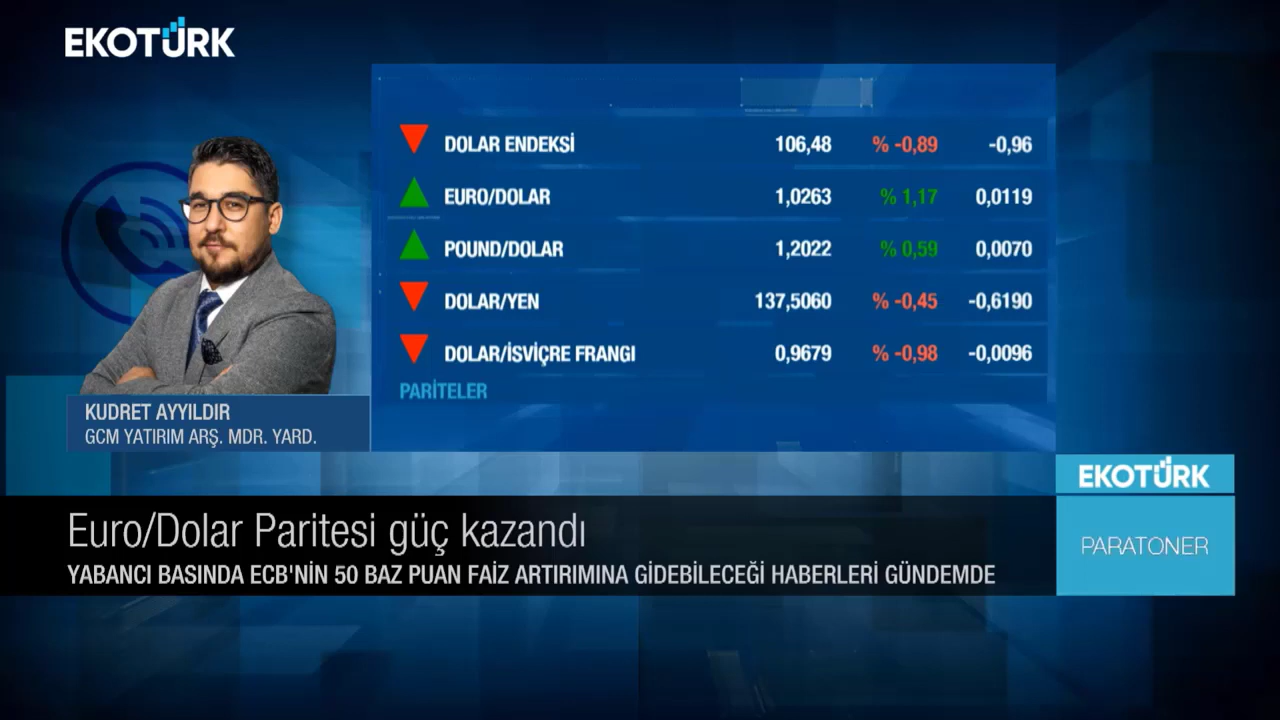 EKOTÜRK
DOLAR ENDEKSİ 106,48 % -0,89 -0,96
EURO/DOLAR 1,0263 % 1,17 0,0119
POUND/DOLAR 1,2022 % 0,59 0,0070
DOLAR/YEN 137,5060 % -0,45 -0,6190
DOLAR/İSVİÇRE FRANGI 0,9679 % -0,98 -0,0096
PARİTELER
KUDRET AYYILDIR
GCM YATIRIM ARŞ. MDR. YARD.
EKOTÜRK
Euro/Dolar Paritesi güç kazandı
PARATONER
YABANCI BASINDA ECB'NİN 50 BAZ PUAN FAİZ ARTIRIMINA GİDEBİLECEĞİ HABERLERİ GÜNDEMDE